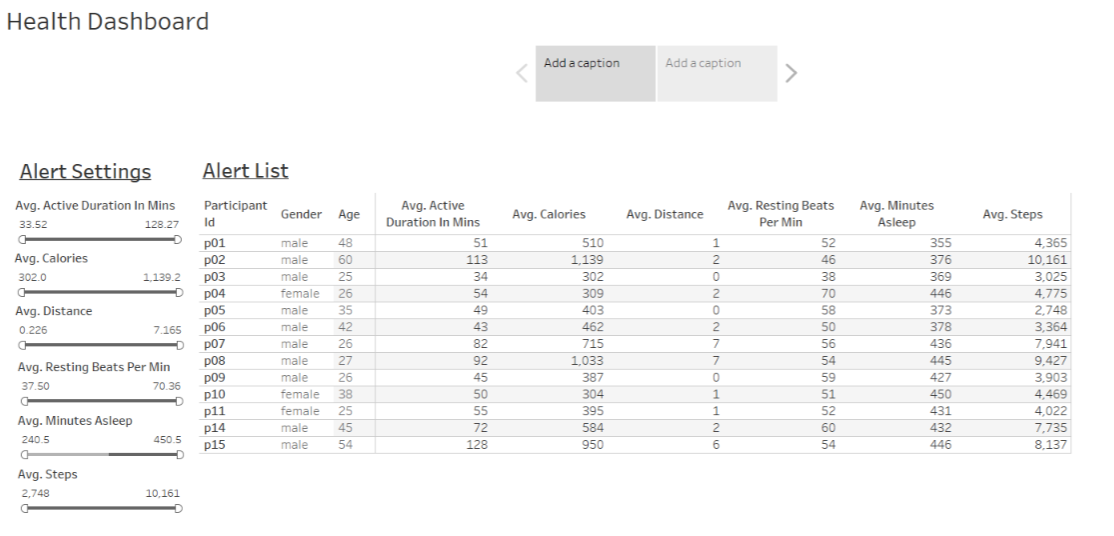 Health Dashboard
Add a caption Add a caption
Alert Settings
Avg. Active Duration In Mins
33.52 128.27
Avg. Calories
302.0 1,139.2
Avg. Distance
0.226 7.165
Avg. Resting Beats Per Min
37.50 70.36
Avg. Minutes Asleep
240.5 450.5
Avg. Steps
2,748 10,161
Alert List
Participant Id Gender Age Avg. Active Duration In Mins Avg. Calories Avg. Distance Avg. Resting Beats Per Min Avg. Minutes Asleep Avg. Steps
p01 male 48 51 510 1 52 355 4,365
p02 male 60 113 1,139 2 46 376 10,161
p03 male 25 34 302 0 38 369 3,025
p04 female 26 54 309 2 70 446 4,775
p05 male 35 49 403 0 58 373 2,748
p06 male 42 43 462 2 50 378 3,364
p07 male 26 82 715 7 56 436 7,941
p08 male 27 92 1,033 7 54 445 9,427
p09 male 26 45 387 0 59 427 3,903
p10 female 38 50 304 1 51 450 4,469
p11 female 25 55 395 1 52 431 4,022
p14 male 45 72 584 2 60 432 7,735
p15 male 54 128 950 6 54 446 8,137